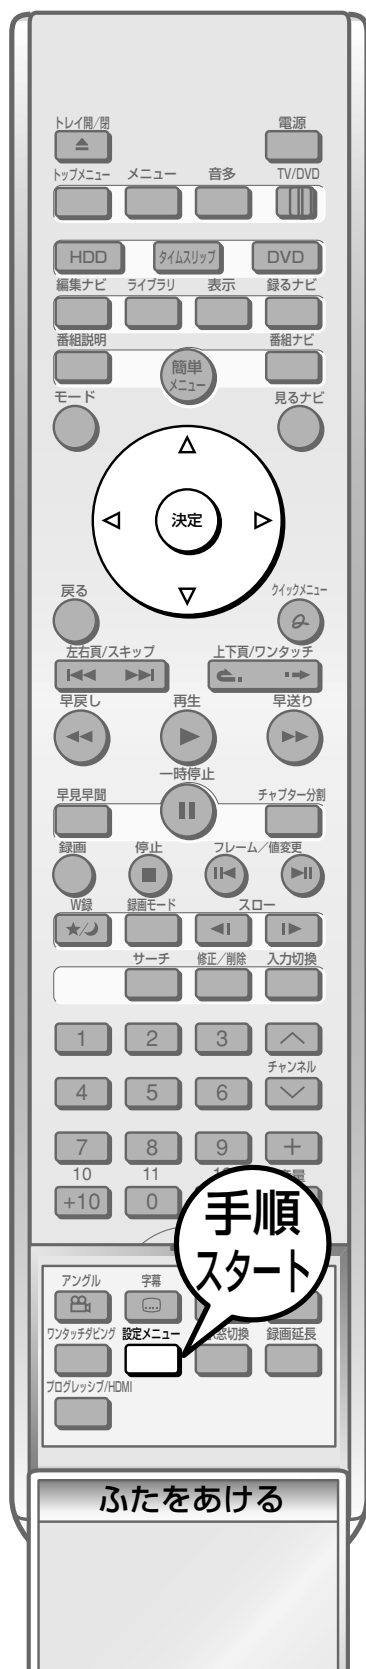 トレイ開/閉 電源
トップメニュー メニュー 音多 TV/DVD
HDD タイムスリップ DVD
編集ナビ ライブラリ 表示 録るナビ
番組説明 番組ナビ
簡単
メニュー
モード 見るナビ
決定
戻る クイックメニュー
左右頁/スキップ 上下頁/ワンタッチ
早戻し 再生 早送り
一時停止
早見早聞 チャプター分割
録画 停止 フレーム／値変更
W録 録画モード スロー
サーチ 修正／削除 入力切換
1 2 3
チャンネル
4 5 6
7 8 9 +
10 11
+10 0
手順
スタート
アングル 字幕
ワンタッチダビング 設定メニュー 切換 録画延長
プログレッシブ/HDMI
ふたをあける